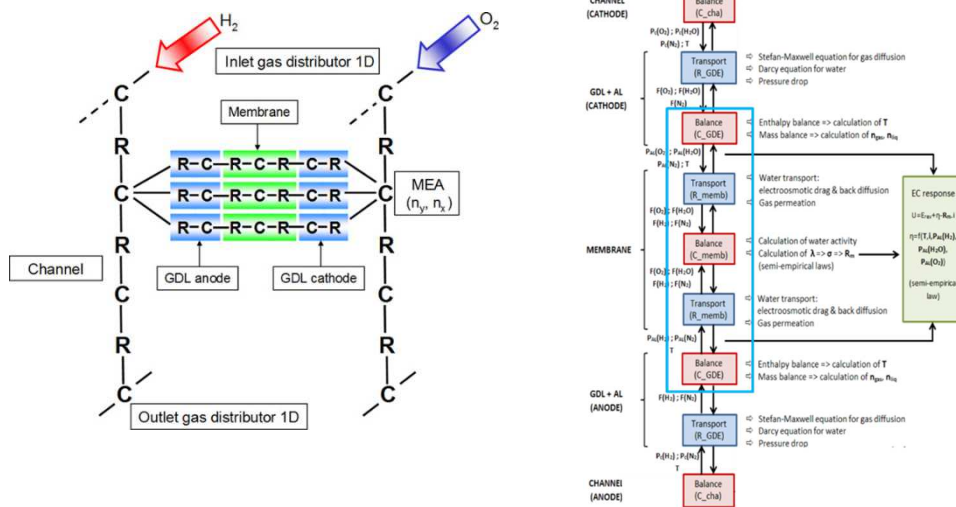 H2
O2
Inlet gas distributor 1D
C
R
Membrane
R-C-R-C-R-C-R
C
R-C-R-C-R-C-R
C
MEA
(ny, nx)
R-C-R-C-R-C-R
R
R
GDL anode
GDL cathode
Channel
C
C
R
R
C
C
Outlet gas distributor 1D
CHANNEL
(CATHODE)
Balance
(C_cha)
P1(O2) ; P1(H2O)
P1(N2) ; T
GDL + AL
(CATHODE)
Transport
(R_GDE)
⇨ Stefan-Maxwell equation for gas diffusion
⇨ Darcy equation for water
⇨ Pressure drop
F(O2) ; F(H2O)
F(N2)
Balance
(C_GDE)
⇨ Enthalpy balance => calculation of T
⇨ Mass balance => calculation of ngas, nliq
PAL(O2) ; PAL(H2O)
PAL(N2) ; T
MEMBRANE
Transport
(R_memb)
⇨ Water transport:
electroosmotic drag & back diffusion
⇨ Gas permeation
F(O2) ; F(H2O)
F(H2) ; F(N2)
Balance
(C_memb)
⇨ Calculation of water activity
⇨ Calculation of λ => σ => Rm
(semi-empirical laws)
F(O2) ; F(H2O)
F(H2) ; F(N2)
Transport
(R_memb)
⇨ Water transport:
electroosmotic drag & back diffusion
⇨ Gas permeation
PAL(H2) ; PAL(N2)
T
GDL + AL
(ANODE)
Balance
(C_GDE)
⇨ Enthalpy balance => calculation of T
⇨ Mass balance => calculation of ngas, nliq
F(H2) ; F(N2)
Transport
(R_GDE)
⇨ Stefan-Maxwell equation for gas diffusion
⇨ Darcy equation for water
⇨ Pressure drop
P1(H2) ; P1(N2)
T
CHANNEL
(ANODE)
Balance
(C_cha)
EC response
U=Erev+η-Rm.i
η=f(T,i,PAL(H2),
PAL(H2O),
PAL(O2))
(semi-empirical
law)